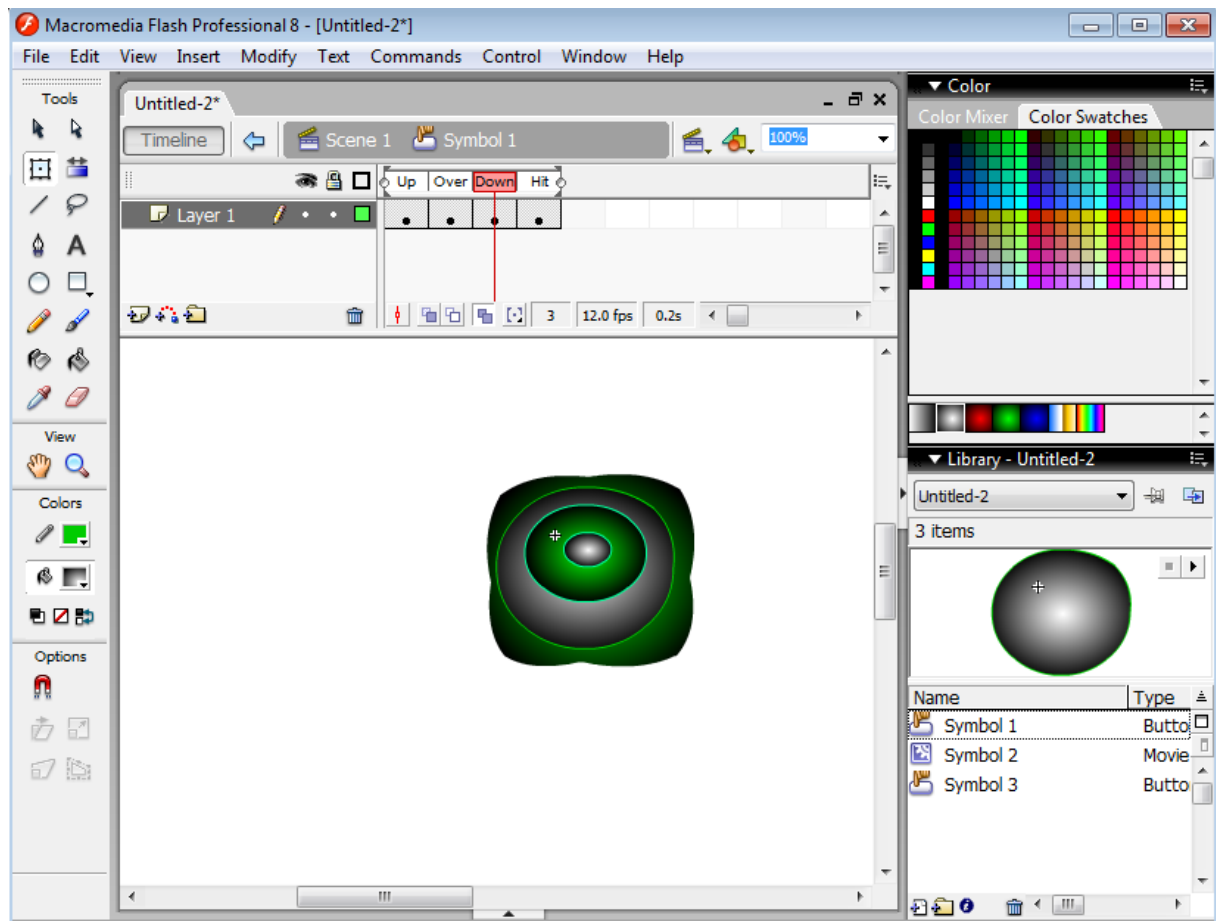 Macromedia Flash Professional 8 - [Untitled-2*]
File Edit View Insert Modify Text Commands Control Window Help
Tools
Untitled-2*
Timeline Scene 1 Symbol 1 100%
Up Over Down Hit
Layer 1
3 12.0 fps 0.2s
View
Colors
Options
Color
Color Mixer Color Swatches
Library - Untitled-2
Untitled-2
3 items
Name Type
Symbol 1 Butto
Symbol 2 Movie
Symbol 3 Butto